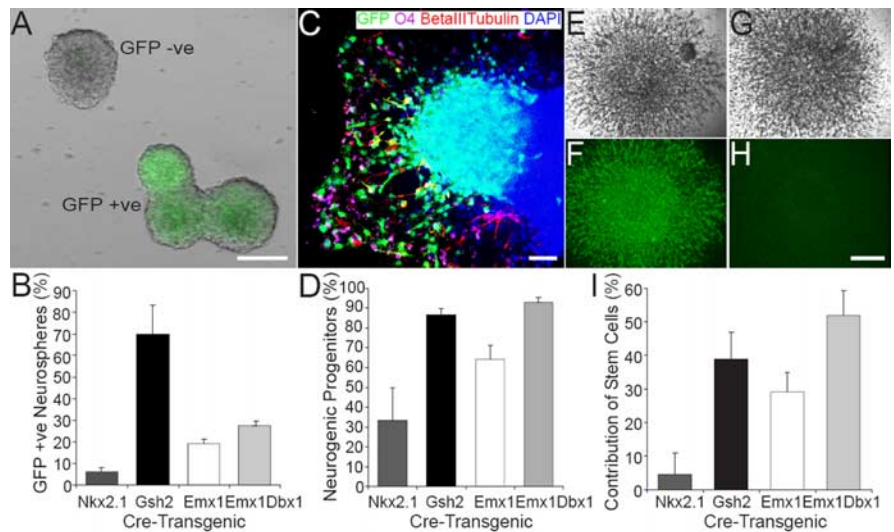 A
GFP -ve
GFP +ve
C
GFP O4 BetaIIITubulin DAPI
E
G
F
H
B
GFP +ve Neurospheres (%)
90
80
70
60
50
40
30
20
10
0
Nkx2.1 Gsh2 Emx1 Emx1Dbx1
Cre-Transgenic
D
Neurogenic Progenitors (%)
100
90
80
70
60
50
40
30
20
10
0
Nkx2.1 Gsh2 Emx1 Emx1Dbx1
Cre-Transgenic
I
Contribution of Stem Cells (%)
60
50
40
30
20
10
0
Nkx2.1 Gsh2 Emx1 Emx1Dbx1
Cre-Transgenic